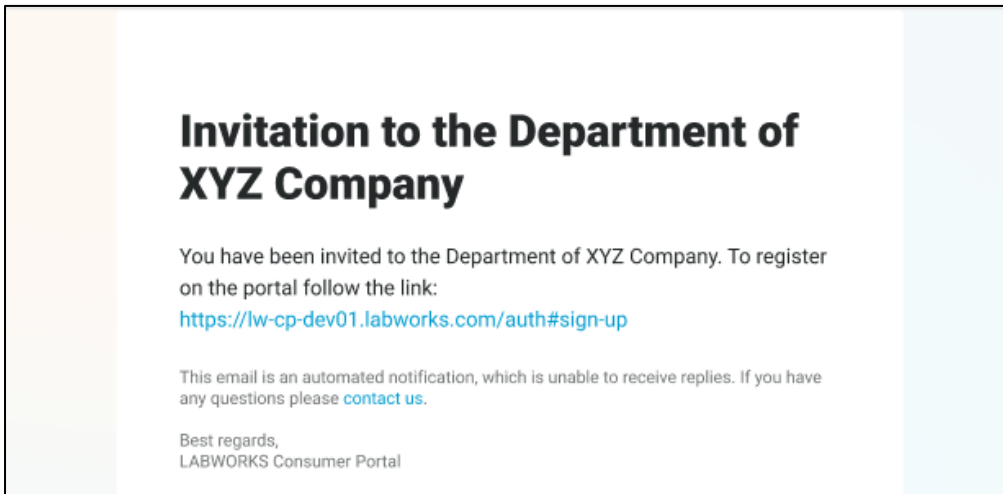 Invitation to the Department of
XYZ Company
You have been invited to the Department of XYZ Company. To register
on the portal follow the link:
https://lw-cp-dev01.labworks.com/auth#sign-up
This email is an automated notification, which is unable to receive replies. If you have
any questions please contact us.
Best regards,
LABWORKS Consumer Portal